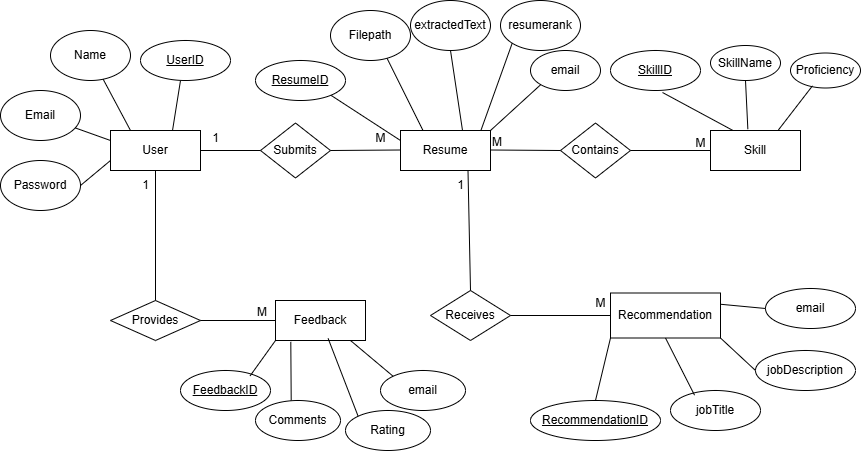 Name
UserID
Email
Password
User
1
1
Submits
M
ResumeID
Filepath
extractedText
resumerank
email
Resume
M
1
Contains
M
SkillID
SkillName
Proficiency
Skill
Provides
M
Feedback
FeedbackID
Comments
Rating
email
Receives
M
Recommendation
email
jobDescription
jobTitle
RecommendationID